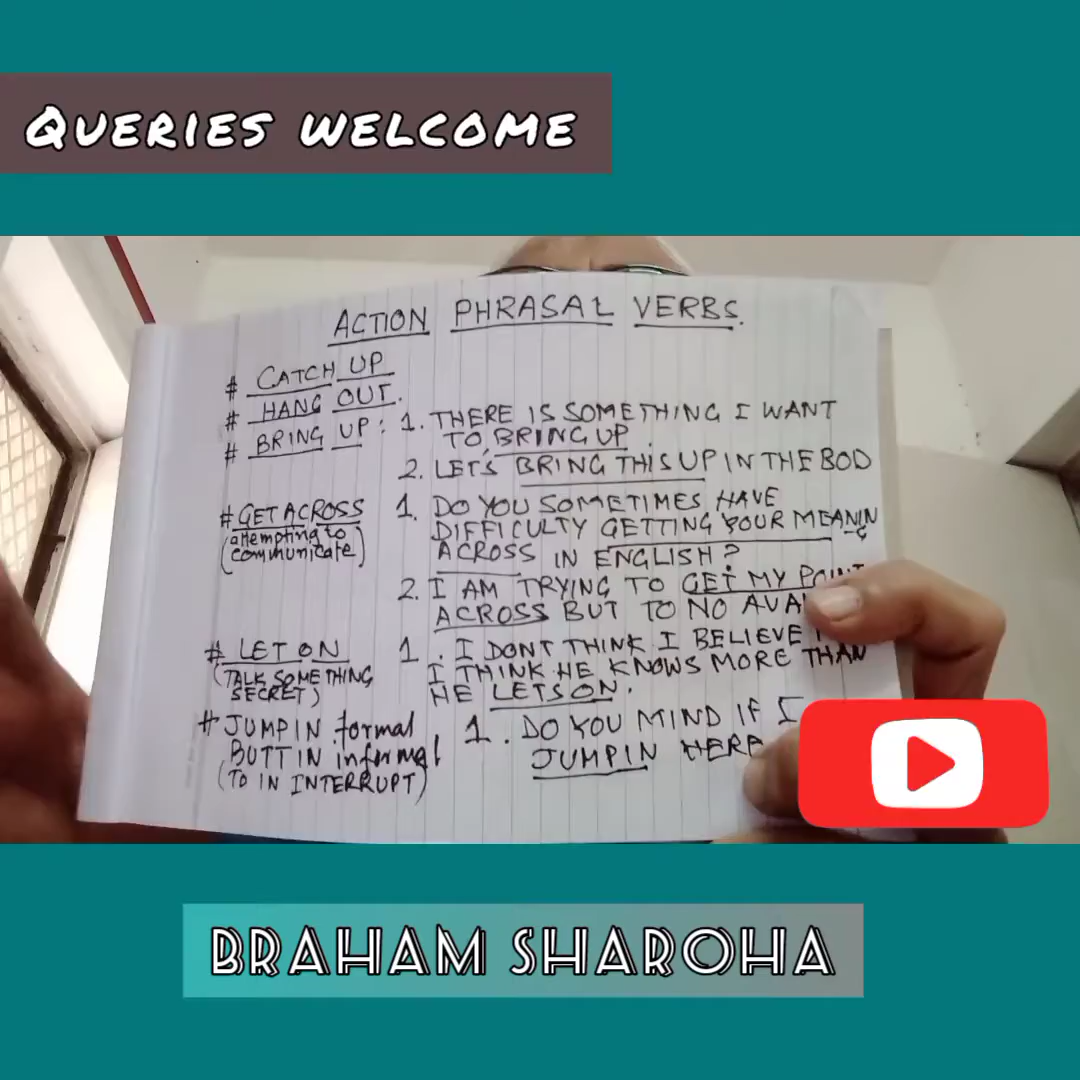 QUERIES WELCOME
ACTION PHRASAL VERBS.
# CATCH UP
# HANG OUT.
# BRING UP : 1. THERE IS SOMETHING I WANT
TO BRING UP.
2. LET'S BRING THIS UP IN THE BOD
# GET ACROSS 1. DO YOU SOMETIMES HAVE
(attempting to DIFFICULTY GETTING YOUR MEANING
communicate) ACROSS IN ENGLISH?
2. I AM TRYING TO GET MY POINT
ACROSS BUT TO NO
# LET ON 1. I DONT THINK I BELIEVE
(TALK SOMETHING I THINK HE KNOWS MORE THAN
SECRET) HE LETS ON.
# JUMP IN formal 1. DO YOU MIND IF I
BUTT IN informal JUMPIN HERE
(TO IN INTERRUPT)
BRAHAM SHAROHA